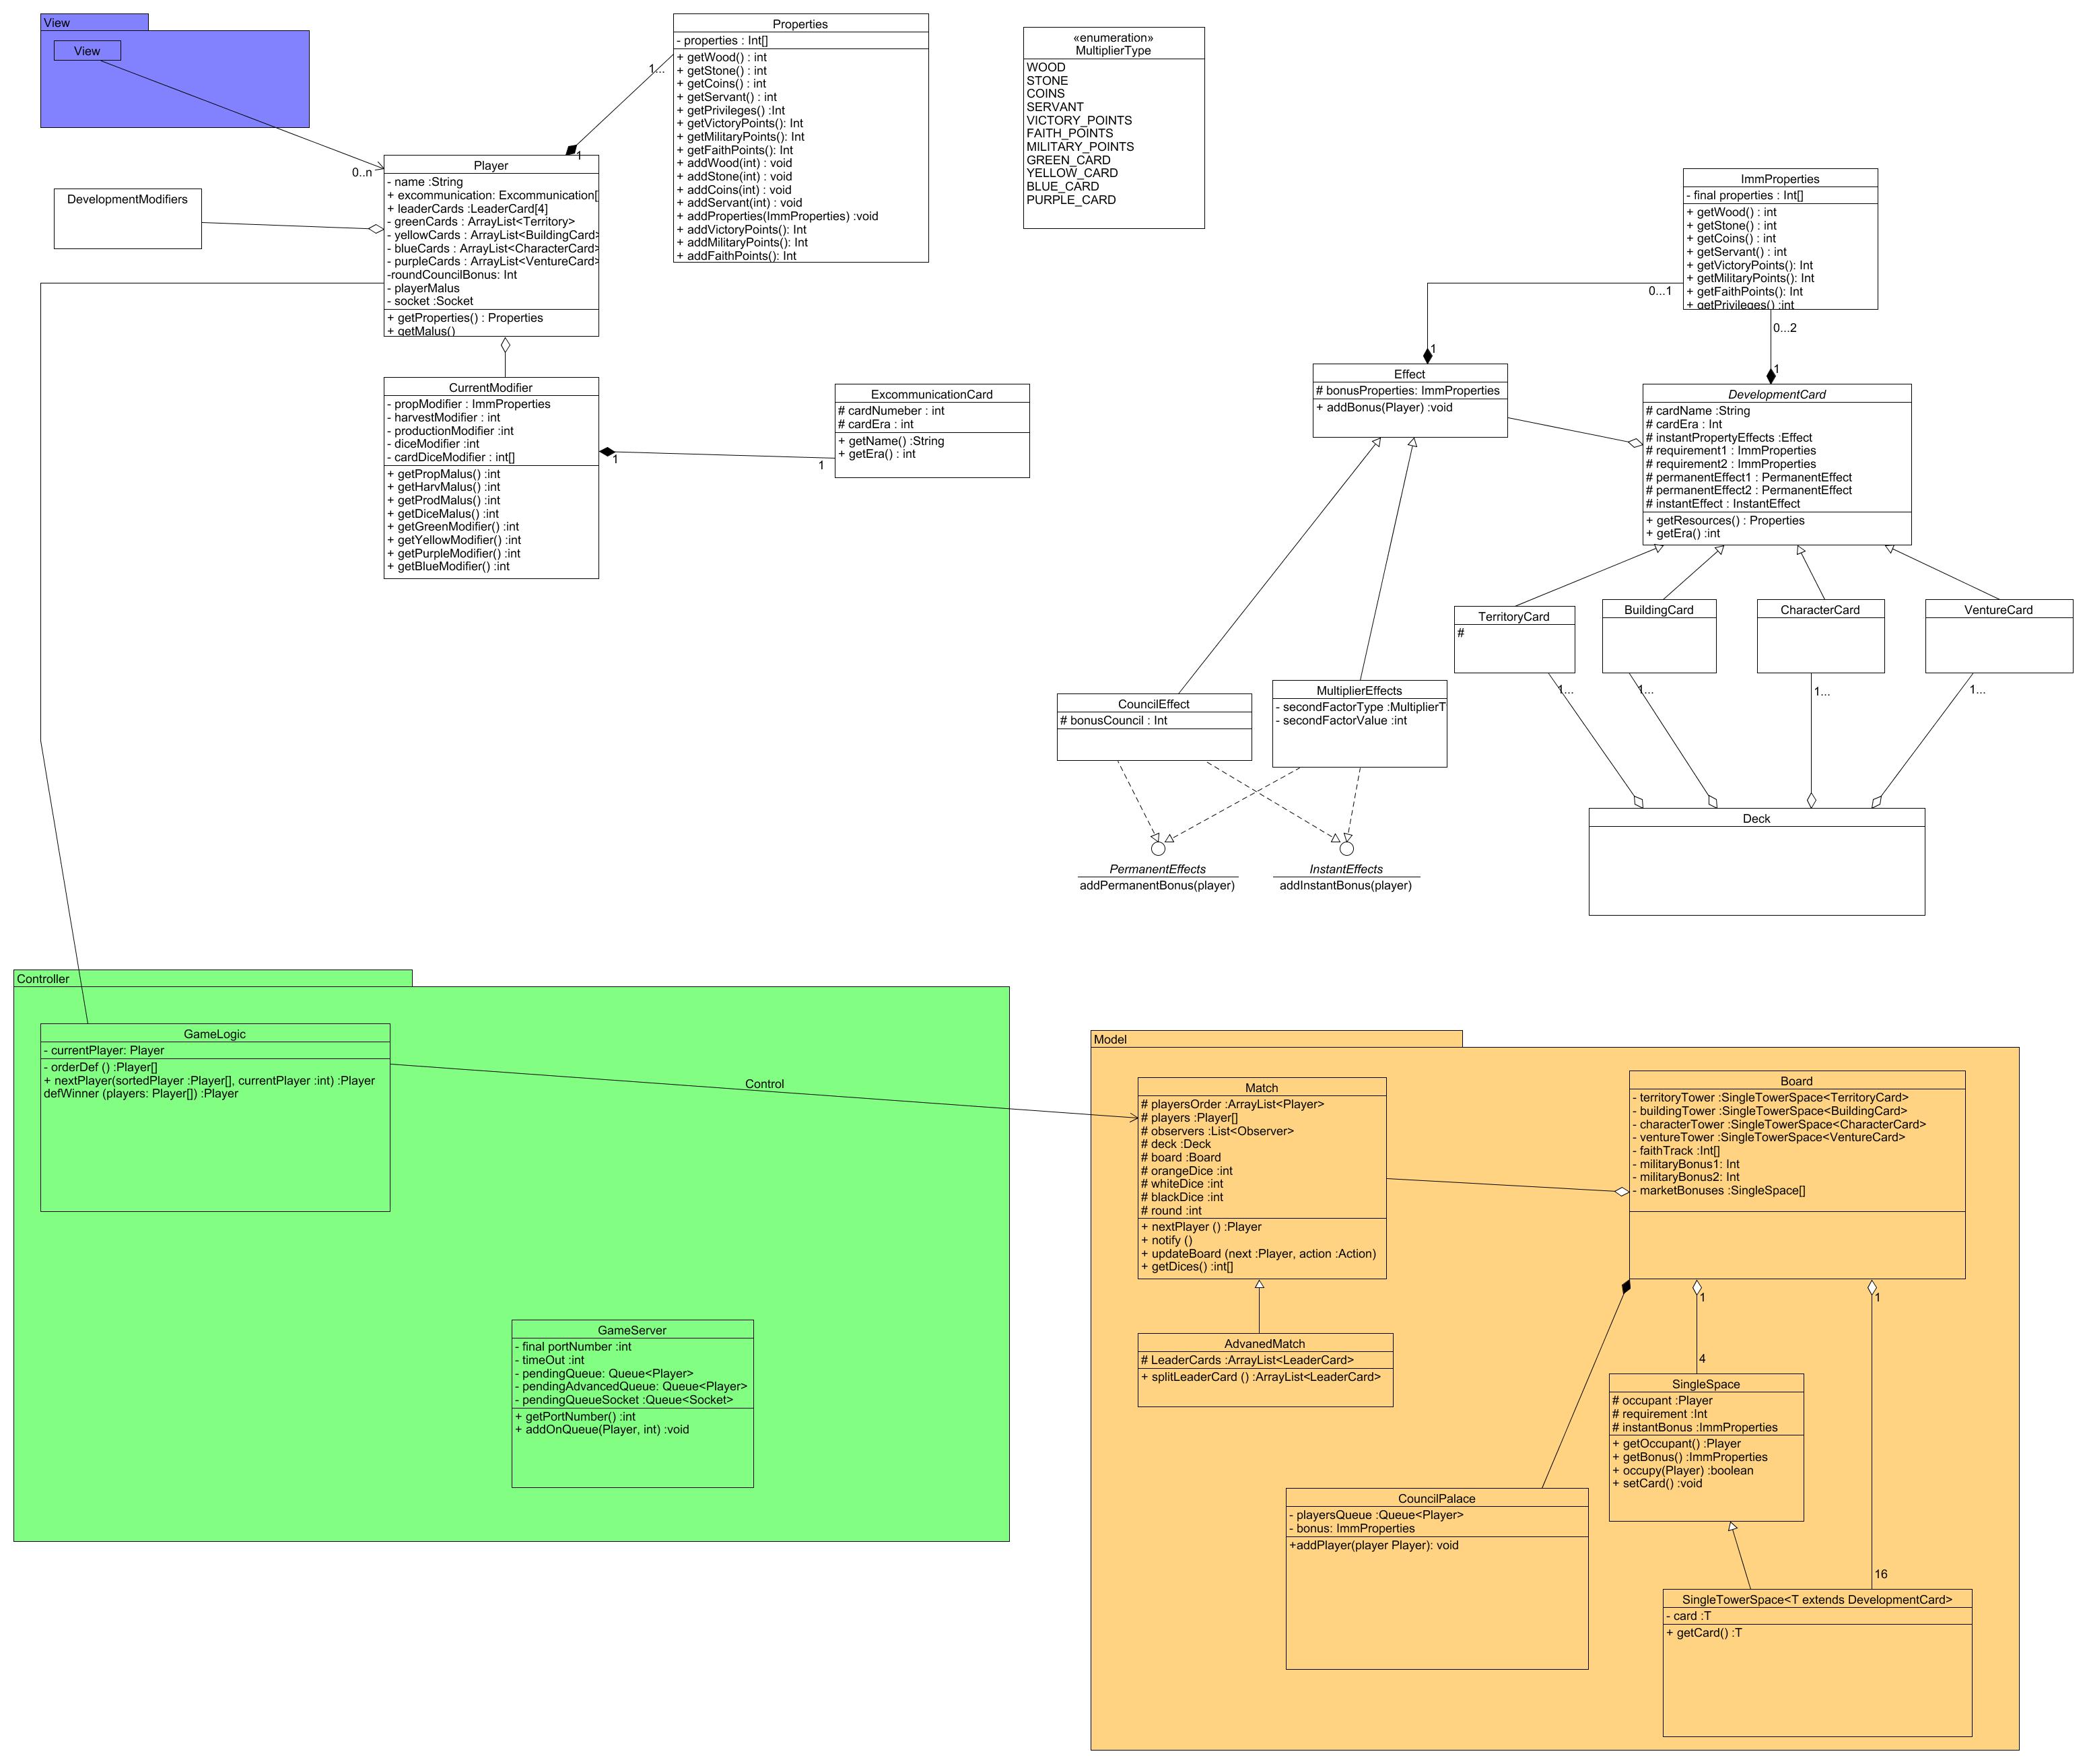 View
View
Properties
- properties : Int[]
+ getWood() : int
+ getStone() : int
+ getCoins() : int
+ getServant() : int
+ getPrivileges() :Int
+ getVictoryPoints(): Int
+ getMilitaryPoints(): Int
+ getFaithPoints(): Int
+ addWood(int) : void
+ addStone(int) : void
+ addCoins(int) : void
+ addServant(int) : void
+ addProperties(ImmProperties) :void
+ addVictoryPoints(): Int
+ addMilitaryPoints(): Int
+ addFaithPoints(): Int
1...
1
«enumeration»
MultiplierType
WOOD
STONE
COINS
SERVANT
VICTORY_POINTS
FAITH_POINTS
MILITARY_POINTS
GREEN_CARD
YELLOW_CARD
BLUE_CARD
PURPLE_CARD
0..n
Player
- name :String
+ excommunication: Excommunication[
+ leaderCards :LeaderCard[4]
- greenCards : ArrayList<Territory>
- yellowCards : ArrayList<BuildingCard>
- blueCards : ArrayList<CharacterCard>
- purpleCards : ArrayList<VentureCard>
-roundCouncilBonus: Int
- playerMalus
- socket :Socket
+ getProperties() : Properties
+ getMalus()
DevelopmentModifiers
ImmProperties
- final properties : Int[]
+ getWood() : int
+ getStone() : int
+ getCoins() : int
+ getServant() : int
+ getVictoryPoints(): Int
+ getMilitaryPoints(): Int
+ getFaithPoints(): Int
+ getPrivileges() :int
0...1
0...2
1
1
CurrentModifier
- propModifier : ImmProperties
- harvestModifier : int
- productionModifier :int
- diceModifier :int
- cardDiceModifier : int[]
+ getPropMalus() :int
+ getHarvMalus() :int
+ getProdMalus() :int
+ getDiceMalus() :int
+ getGreenModifier() :int
+ getYellowModifier() :int
+ getPurpleModifier() :int
+ getBlueModifier() :int
1
1
ExcommunicationCard
# cardNumeber : int
# cardEra : int
+ getName() :String
+ getEra() : int
Effect
# bonusProperties: ImmProperties
+ addBonus(Player) :void
DevelopmentCard
# cardName :String
# cardEra : Int
# instantPropertyEffects :Effect
# requirement1 : ImmProperties
# requirement2 : ImmProperties
# permanentEffect1 : PermanentEffect
# permanentEffect2 : PermanentEffect
# instantEffect : InstantEffect
+ getResources() : Properties
+ getEra() :int
TerritoryCard
#
BuildingCard
CharacterCard
VentureCard
1...
1...
1...
1...
CouncilEffect
# bonusCouncil : Int
MultiplierEffects
- secondFactorType :MultiplierT
- secondFactorValue :int
PermanentEffects
addPermanentBonus(player)
InstantEffects
addInstantBonus(player)
Deck
Controller
GameLogic
- currentPlayer: Player
- orderDef () :Player[]
+ nextPlayer(sortedPlayer :Player[], currentPlayer :int) :Player
defWinner (players: Player[]) :Player
Control
GameServer
- final portNumber :int
- timeOut :int
- pendingQueue: Queue<Player>
- pendingAdvancedQueue: Queue<Player>
- pendingQueueSocket :Queue<Socket>
+ getPortNumber() :int
+ addOnQueue(Player, int) :void
Model
Match
# playersOrder :ArrayList<Player>
# players :Player[]
# observers :List<Observer>
# deck :Deck
# board :Board
# orangeDice :int
# whiteDice :int
# blackDice :int
# round :int
+ nextPlayer () :Player
+ notify ()
+ updateBoard (next :Player, action :Action)
+ getDices() :int[]
Board
- territoryTower :SingleTowerSpace<TerritoryCard>
- buildingTower :SingleTowerSpace<BuildingCard>
- characterTower :SingleTowerSpace<CharacterCard>
- ventureTower :SingleTowerSpace<VentureCard>
- faithTrack :Int[]
- militaryBonus1: Int
- militaryBonus2: Int
- marketBonuses :SingleSpace[]
AdvanedMatch
# LeaderCards :ArrayList<LeaderCard>
+ splitLeaderCard () :ArrayList<LeaderCard>
1
1
4
SingleSpace
# occupant :Player
# requirement :Int
# instantBonus :ImmProperties
+ getOccupant() :Player
+ getBonus() :ImmProperties
+ occupy(Player) :boolean
+ setCard() :void
CouncilPalace
- playersQueue :Queue<Player>
- bonus: ImmProperties
+addPlayer(player Player): void
16
SingleTowerSpace<T extends DevelopmentCard>
- card :T
+ getCard() :T